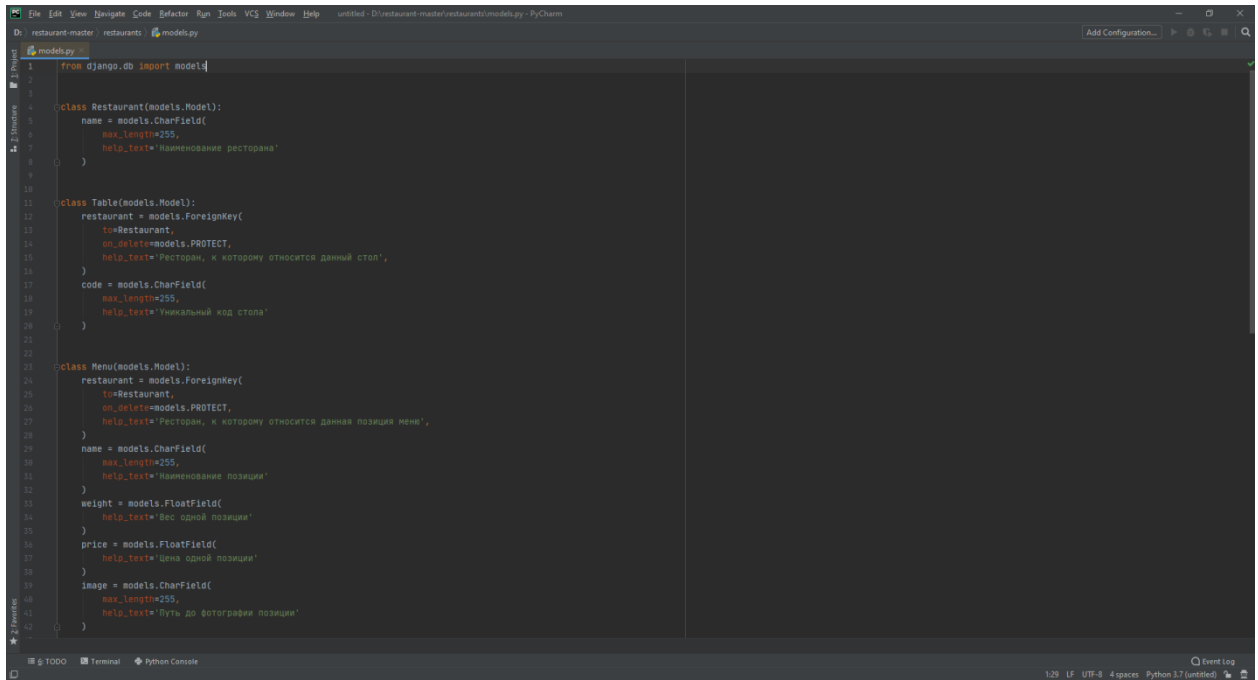 File Edit View Navigate Code Refactor Run Tools VCS Window Help untitled - D:\restaurant-master\restaurants\models.py - PyCharm
D: restaurant-master restaurants models.py Add Configuration...
models.py
1: Project
Z: Structure
2: Favorites
1 from django.db import models
2
3
4 class Restaurant(models.Model):
5 name = models.CharField(
6 max_length=255,
7 help_text='Наименование ресторана'
8 )
9
10
11 class Table(models.Model):
12 restaurant = models.ForeignKey(
13 to=Restaurant,
14 on_delete=models.PROTECT,
15 help_text='Ресторан, к которому относится данный стол',
16 )
17 code = models.CharField(
18 max_length=255,
19 help_text='Уникальный код стола'
20 )
21
22
23 class Menu(models.Model):
24 restaurant = models.ForeignKey(
25 to=Restaurant,
26 on_delete=models.PROTECT,
27 help_text='Ресторан, к которому относится данная позиция меню',
28 )
29 name = models.CharField(
30 max_length=255,
31 help_text='Наименование позиции'
32 )
33 weight = models.FloatField(
34 help_text='Вес одной позиции'
35 )
36 price = models.FloatField(
37 help_text='Цена одной позиции'
38 )
39 image = models.CharField(
40 max_length=255,
41 help_text='Путь до фотографии позиции'
42 )
6: TODO Terminal Python Console Event Log
1:29 LF UTF-8 4 spaces Python 3.7 (untitled)